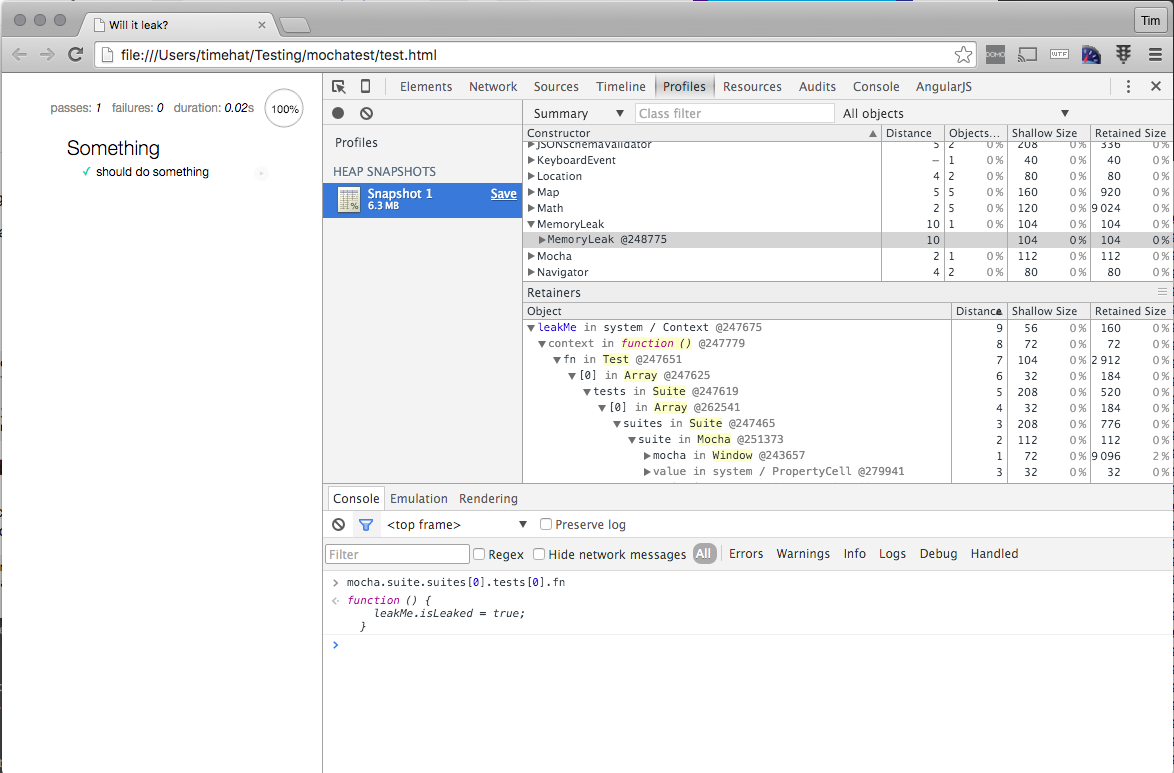 Will it leak?
Tim
file:///Users/timehat/Testing/mochatest/test.html
DOMO
WTF
passes: 1 failures: 0 duration: 0.02s 100%
Something
✓ should do something
Elements Network Sources Timeline Profiles Resources Audits Console AngularJS
Profiles
HEAP SNAPSHOTS
Snapshot 1 Save
6.3 MB
%
Summary ▼ Class filter All objects ▼
Constructor ▲ Distance Objects... Shallow Size Retained Size
▶JSONSchemaValidator 5 2 0% 208 0% 336 0%
▶KeyboardEvent – 1 0% 40 0% 40 0%
▶Location 4 2 0% 80 0% 80 0%
▶Map 5 5 0% 160 0% 920 0%
▶Math 2 5 0% 120 0% 9 024 0%
▼MemoryLeak 10 1 0% 104 0% 104 0%
▶MemoryLeak @248775 10 104 0% 104 0%
▶Mocha 2 1 0% 112 0% 112 0%
▶Navigator 4 2 0% 80 0% 80 0%
Retainers
Object Distance▲ Shallow Size Retained Size
▼leakMe in system / Context @247675 9 56 0% 160 0%
▼context in function () @247779 8 72 0% 72 0%
▼fn in Test @247651 7 104 0% 2 912 0%
▼[0] in Array @247625 6 32 0% 184 0%
▼tests in Suite @247619 5 208 0% 520 0%
▼[0] in Array @262541 4 32 0% 184 0%
▼suites in Suite @247465 3 208 0% 776 0%
▼suite in Mocha @251373 2 112 0% 112 0%
▶mocha in Window @243657 1 72 0% 9 096 2%
▶value in system / PropertyCell @279941 3 32 0% 32 0%
Console Emulation Rendering
<top frame> ▼ Preserve log
Filter Regex Hide network messages All Errors Warnings Info Logs Debug Handled
> mocha.suite.suites[0].tests[0].fn
function () {
leakMe.isLeaked = true;
}
>